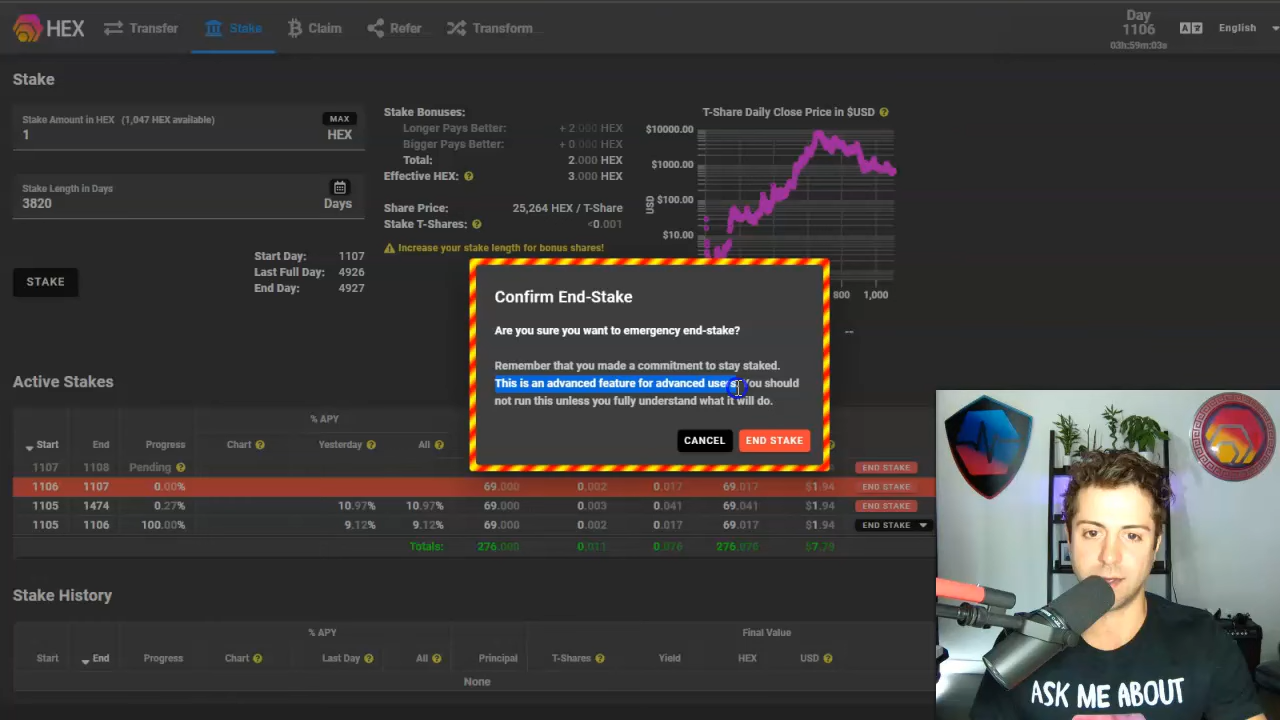 HEX
Transfer
Stake
Claim
Refer
Transform
Day
1106
03h:59m:03s
English
Stake
Stake Amount in HEX (1,047 HEX available)
MAX
1
HEX
Stake Length in Days
3820
Days
Start Day: 1107
Last Full Day: 4926
End Day: 4927
STAKE
Stake Bonuses:
Longer Pays Better: + 2.000 HEX
Bigger Pays Better: + 0.000 HEX
Total: 2.000 HEX
Effective HEX: 3.000 HEX
Share Price: 25,264 HEX / T-Share
Stake T-Shares: <0.001
Increase your stake length for bonus shares!
T-Share Daily Close Price in $USD
$10000.00
$1000.00
$100.00
$10.00
USD
800 1,000
--
Confirm End-Stake
Are you sure you want to emergency end-stake?
Remember that you made a commitment to stay staked.
This is an advanced feature for advanced users. You should
not run this unless you fully understand what it will do.
CANCEL
END STAKE
Active Stakes
% APY
Start End Progress Chart Yesterday All
1107 1108 Pending END STAKE
1106 1107 0.00% 69.000 0.002 0.017 69.017 $1.94 END STAKE
1105 1474 0.27% 10.97% 10.97% 69.000 0.003 0.041 69.041 $1.94 END STAKE
1105 1106 100.00% 9.12% 9.12% 69.000 0.002 0.017 69.017 $1.94 END STAKE
Totals: 276.000 0.011 0.076 276.076 $7.79
Stake History
% APY Final Value
Start End Progress Chart Last Day All Principal T-Shares Yield HEX USD
None
ASK ME ABOUT